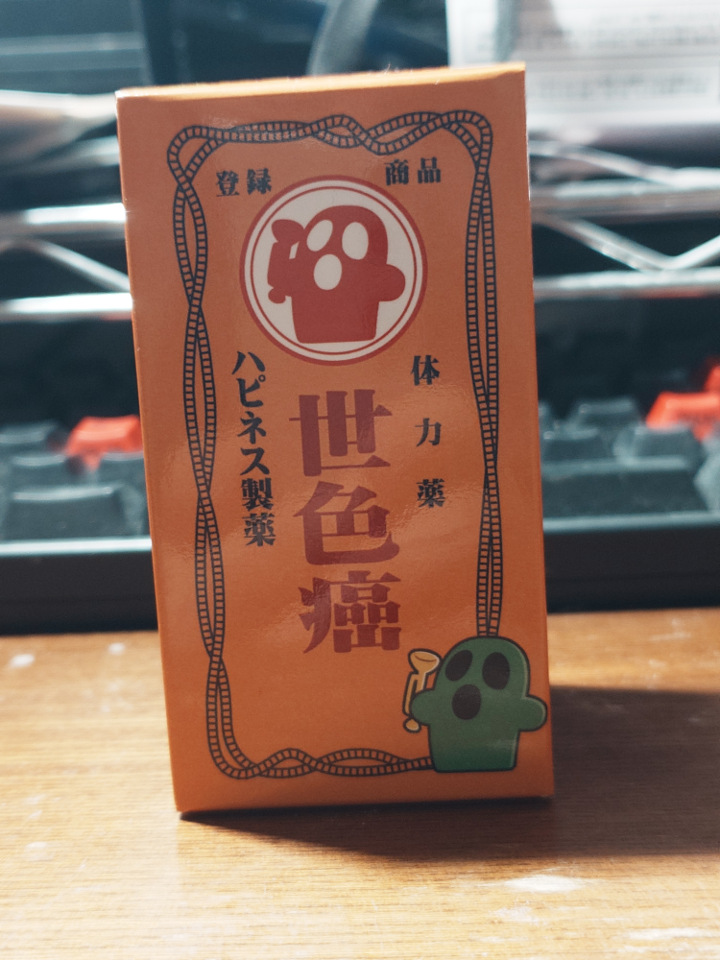 登録 商品
体力薬
世色癌
ハピネス製薬